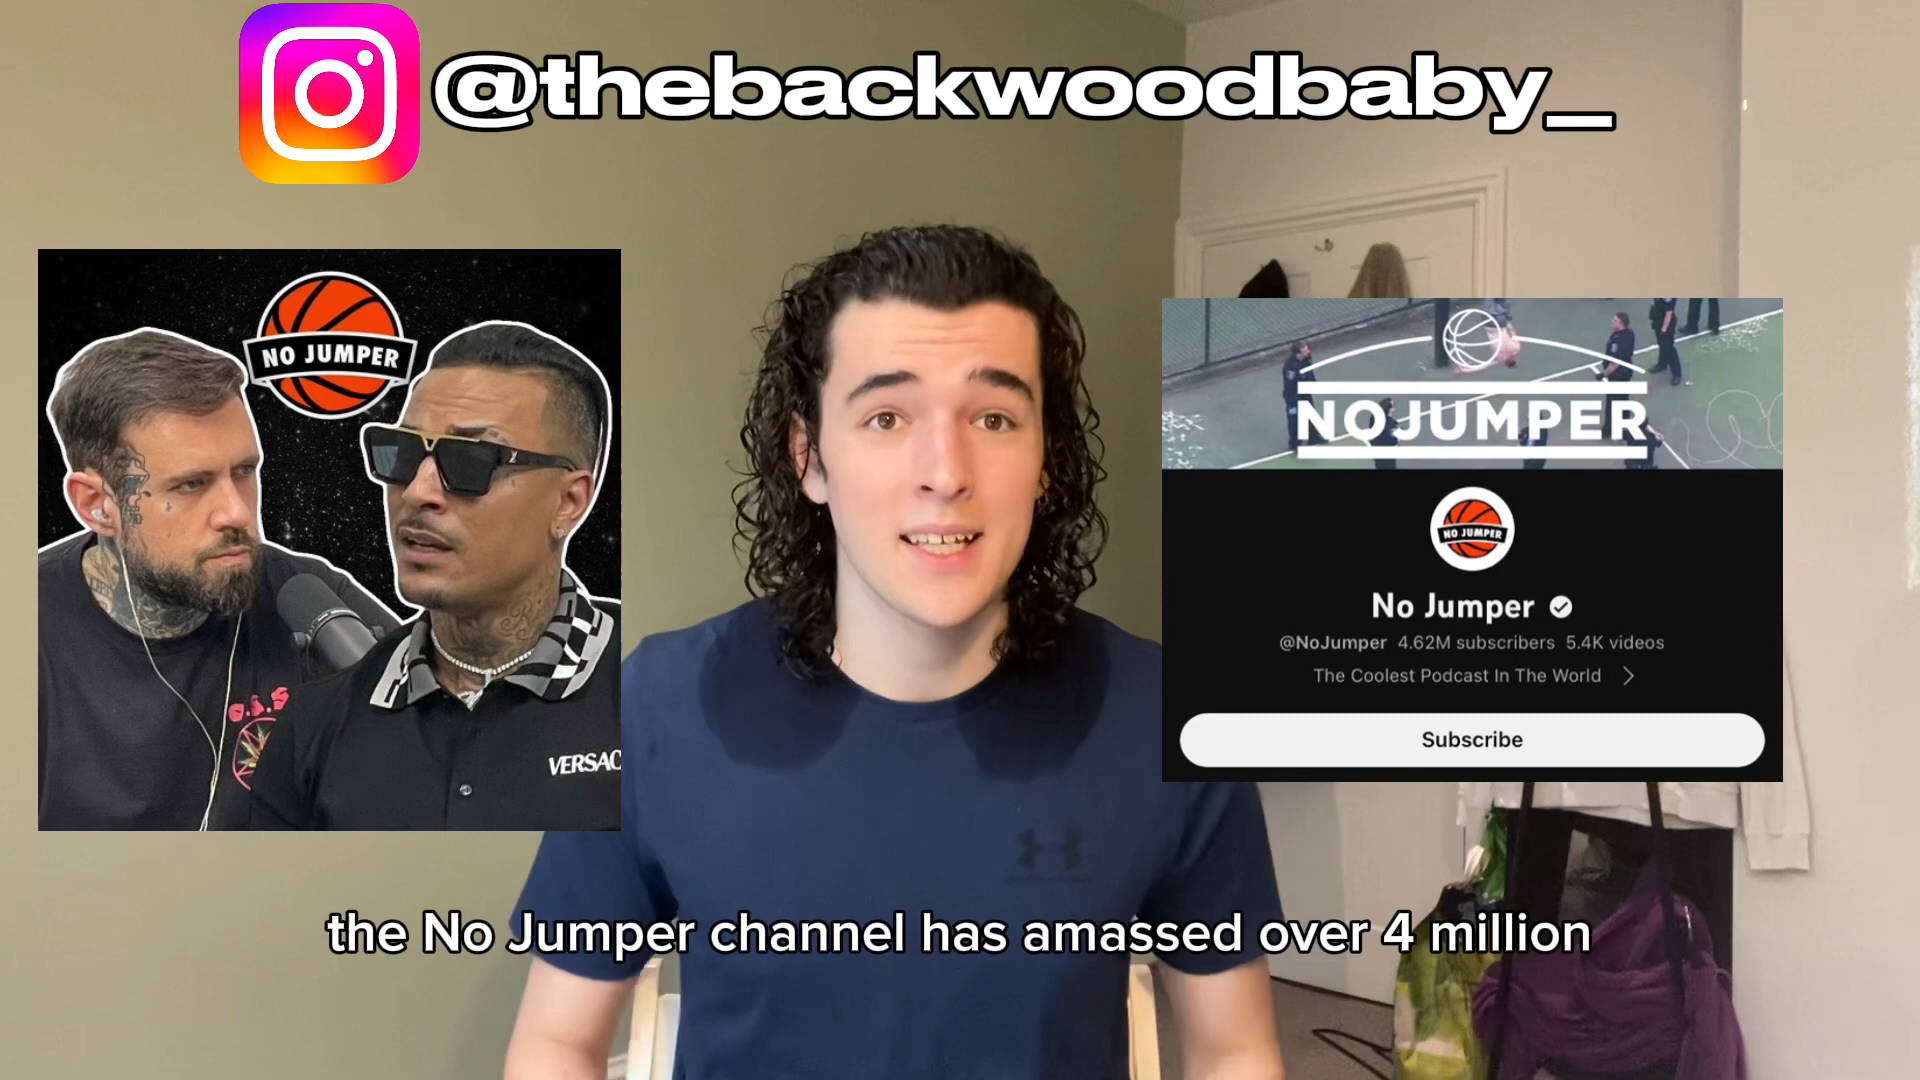 @thebackwoodbaby_
NO JUMPER
VERSAC
NOJUMPER
NO JUMPER
No Jumper
@NoJumper 4.62M subscribers 5.4K videos
The Coolest Podcast In The World
Subscribe
the No Jumper channel has amassed over 4 million